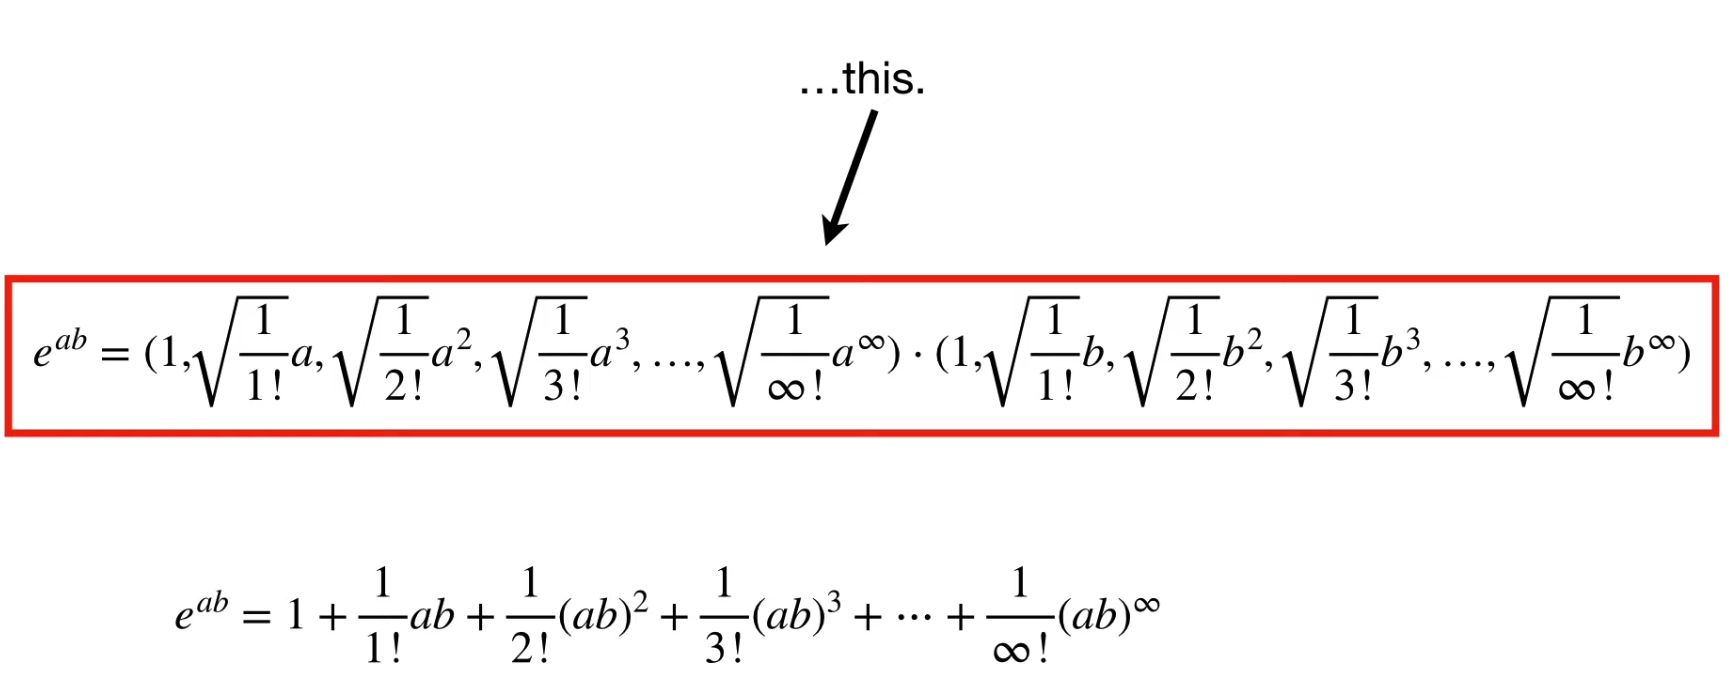 ...this.
e^{ab} = (1, \sqrt{\frac{1}{1!}}a, \sqrt{\frac{1}{2!}}a^2, \sqrt{\frac{1}{3!}}a^3, \ldots, \sqrt{\frac{1}{\infty!}}a^\infty) \cdot (1, \sqrt{\frac{1}{1!}}b, \sqrt{\frac{1}{2!}}b^2, \sqrt{\frac{1}{3!}}b^3, \ldots, \sqrt{\frac{1}{\infty!}}b^\infty)
e^{ab} = 1 + \frac{1}{1!}ab + \frac{1}{2!}(ab)^2 + \frac{1}{3!}(ab)^3 + \cdots + \frac{1}{\infty!}(ab)^\infty